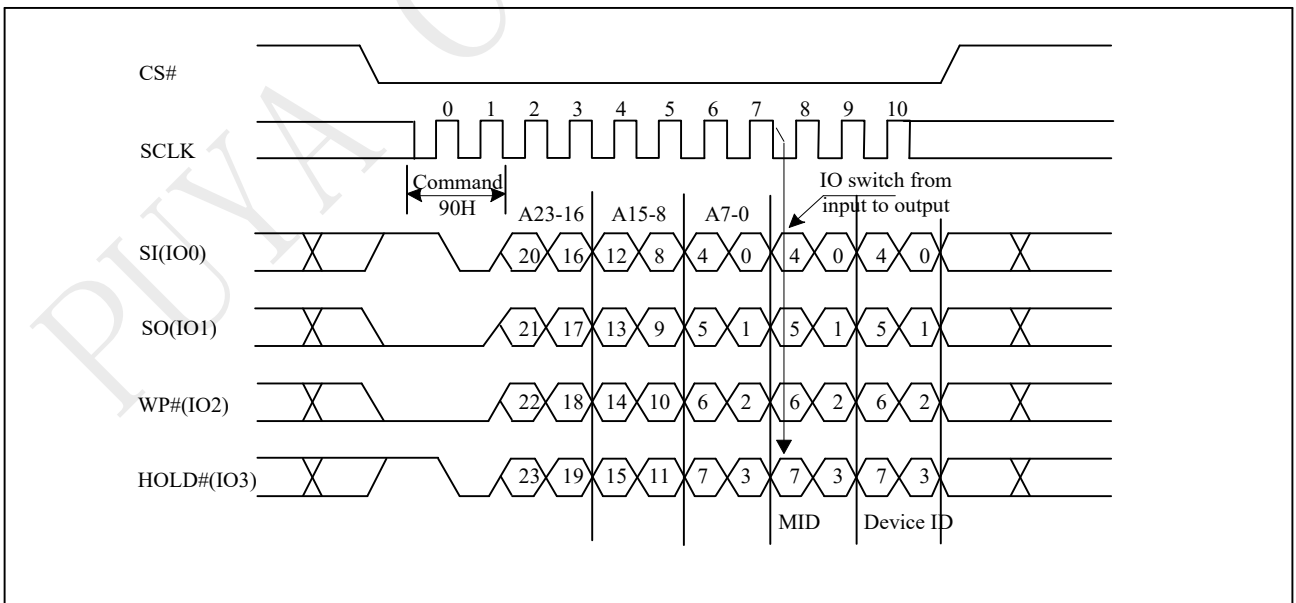 PUYA
CS#
0 1 2 3 4 5 6 7 8 9 10
SCLK
Command
90H
IO switch from
input to output
A23-16 A15-8 A7-0
SI(IO0) 20 16 12 8 4 0 4 0 4 0
SO(IO1) 21 17 13 9 5 1 5 1 5 1
WP#(IO2) 22 18 14 10 6 2 6 2 6 2
HOLD#(IO3) 23 19 15 11 7 3 7 3 7 3
MID Device ID